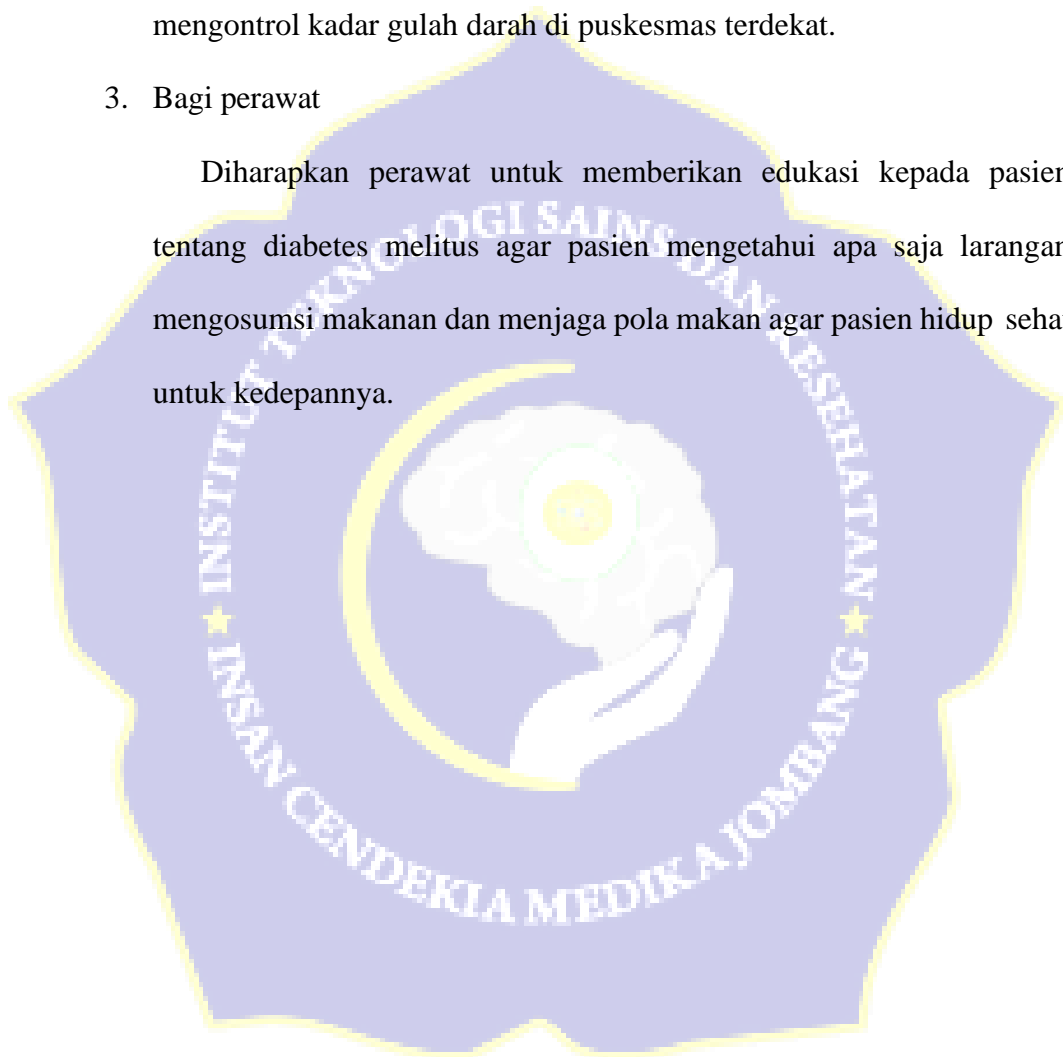 mengontrol kadar gulah darah di puskesmas terdekat.
3. Bagi perawat
Diharapkan perawat untuk memberikan edukasi kepada pasien
tentang diabetes melitus agar pasien mengetahui apa saja larangan
mengosumsi makanan dan menjaga pola makan agar pasien hidup seha
untuk kedepannya.
INSTITUT TEKNOLOGI SAINS DAN KESEHATAN
INSAN CENDEKIA MEDIKA JOMBANG